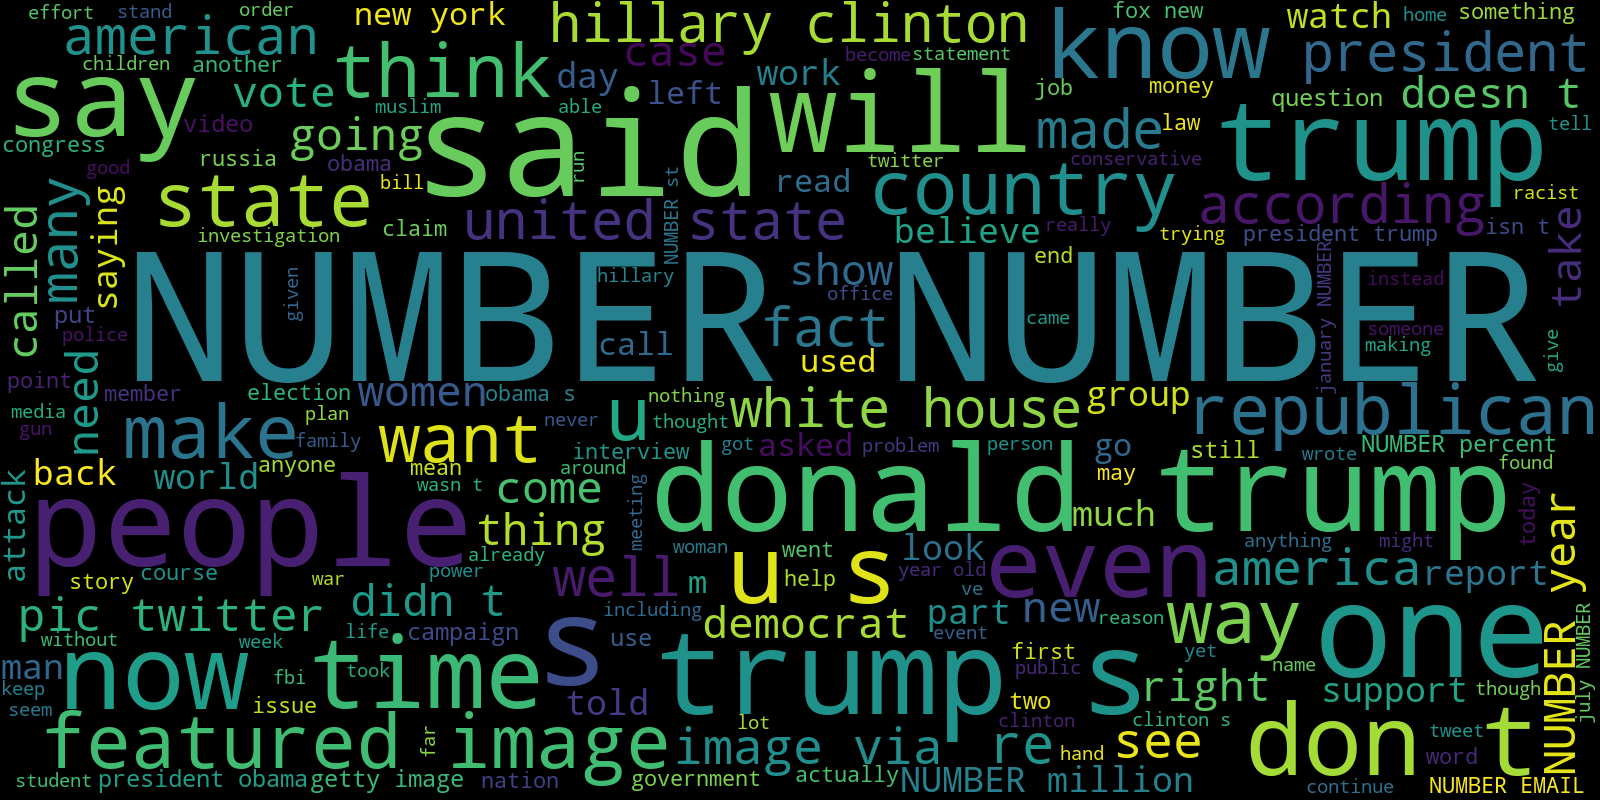 effort stand order new york hillary clinton fox new watch home something
american case become statement know president
children another think day work left will job money question doesn t
say vote muslim able made law tell
video going said twitter conservative trump
congress russia obama read country
good bill run NUMBER st according racist
called many saying state claim united state believe really trying president trump isn t take
investigation hillary show end instead
given NUMBER NUMBER office january NUMBER
put call fact came someone
police used making give
point member election women obama s nothing white house group republican
media need plan never u thought
gun make family want interview asked got problem person go still NUMBER percent
back world anyone mean around may wrote found
attack wasn t come meeting donald trump much today
people thing already woman went look even anything might NUMBER year
story course war power well m us help year old ve america report
pic twitter didn t including democrat part new reason way one
without week life campaign s use event first yet july NUMBER
man now fbi time took trump s public name
keep told two right support though
seem issue lot clinton clinton s tweet
featured image far image via re hand see don t word
student president obama getty image nation government actually NUMBER million continue NUMBER EMAIL